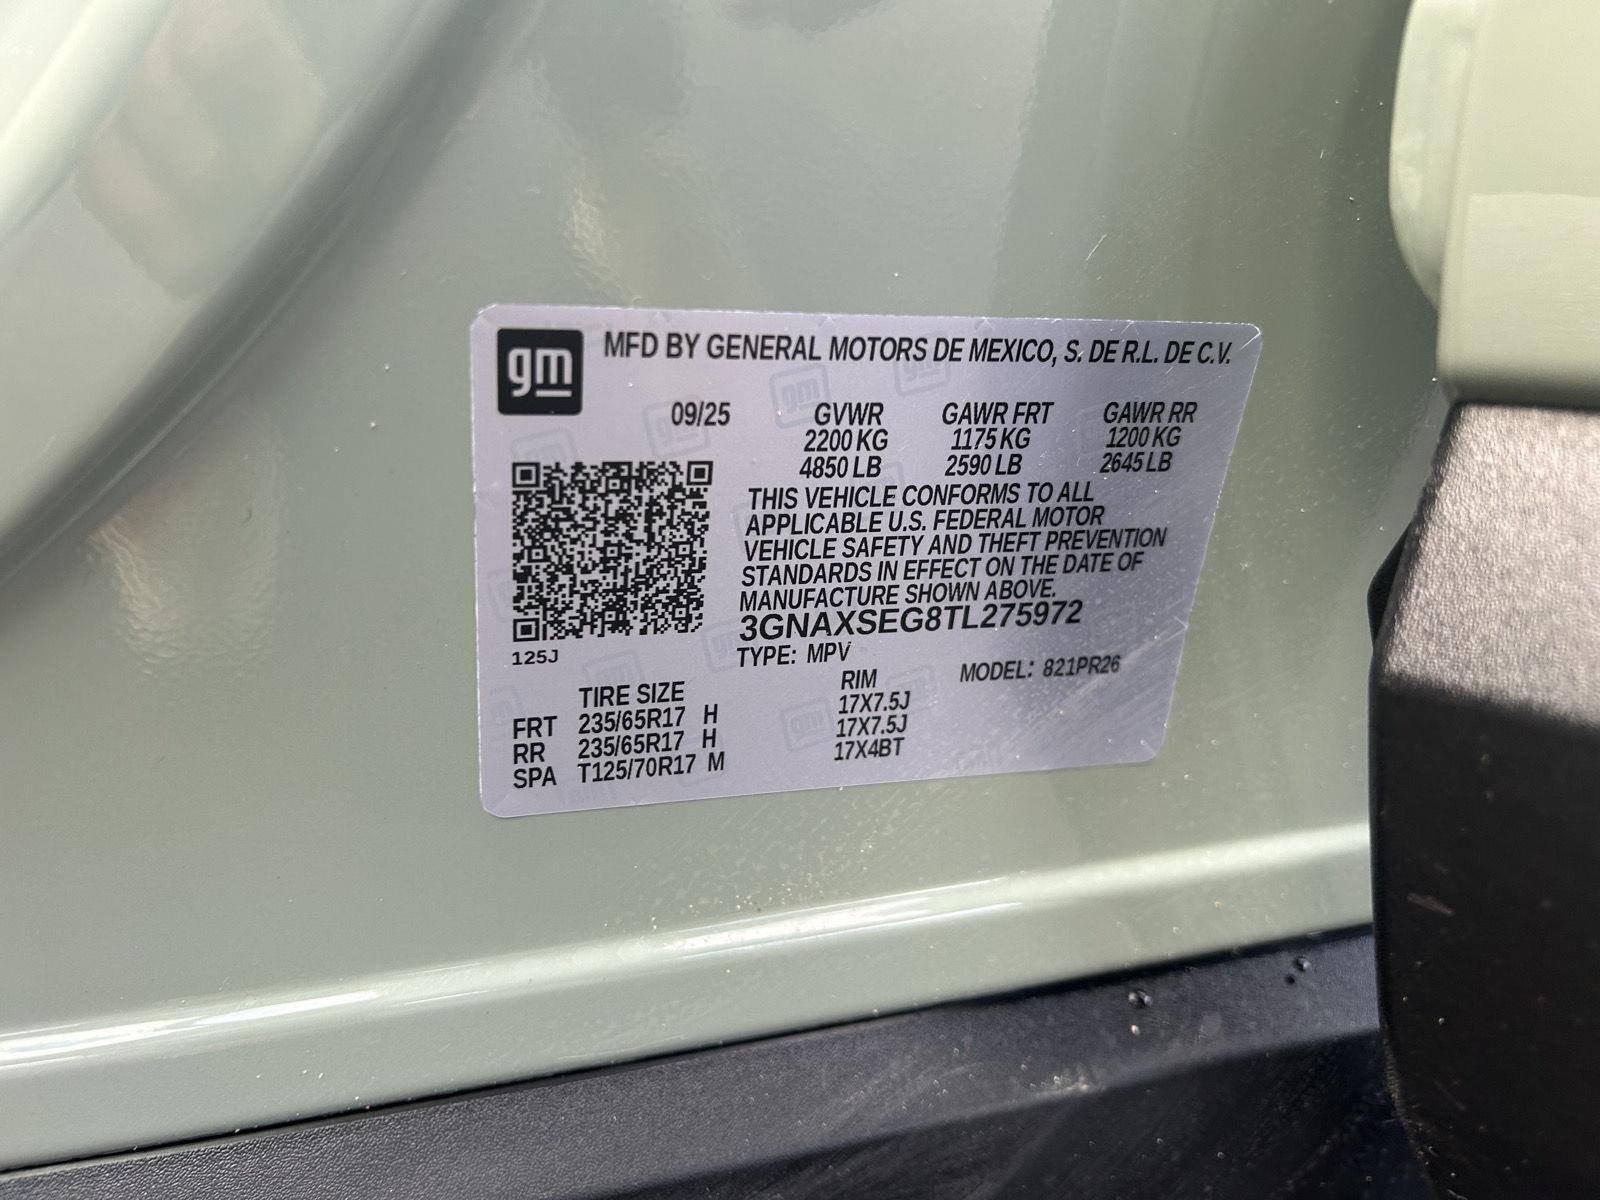 gm
MFD BY GENERAL MOTORS DE MEXICO, S. DE R.L. DE C.V.
09/25 GVWR GAWR FRT GAWR RR
2200 KG 1175 KG 1200 KG
4850 LB 2590 LB 2645 LB
THIS VEHICLE CONFORMS TO ALL
APPLICABLE U.S. FEDERAL MOTOR
VEHICLE SAFETY AND THEFT PREVENTION
STANDARDS IN EFFECT ON THE DATE OF
MANUFACTURE SHOWN ABOVE.
3GNAXSEG8TL275972
125J
TYPE: MPV MODEL: 821PR26
TIRE SIZE RIM
FRT 235/65R17 H 17X7.5J
RR 235/65R17 H 17X7.5J
SPA T125/70R17 M 17X4BT